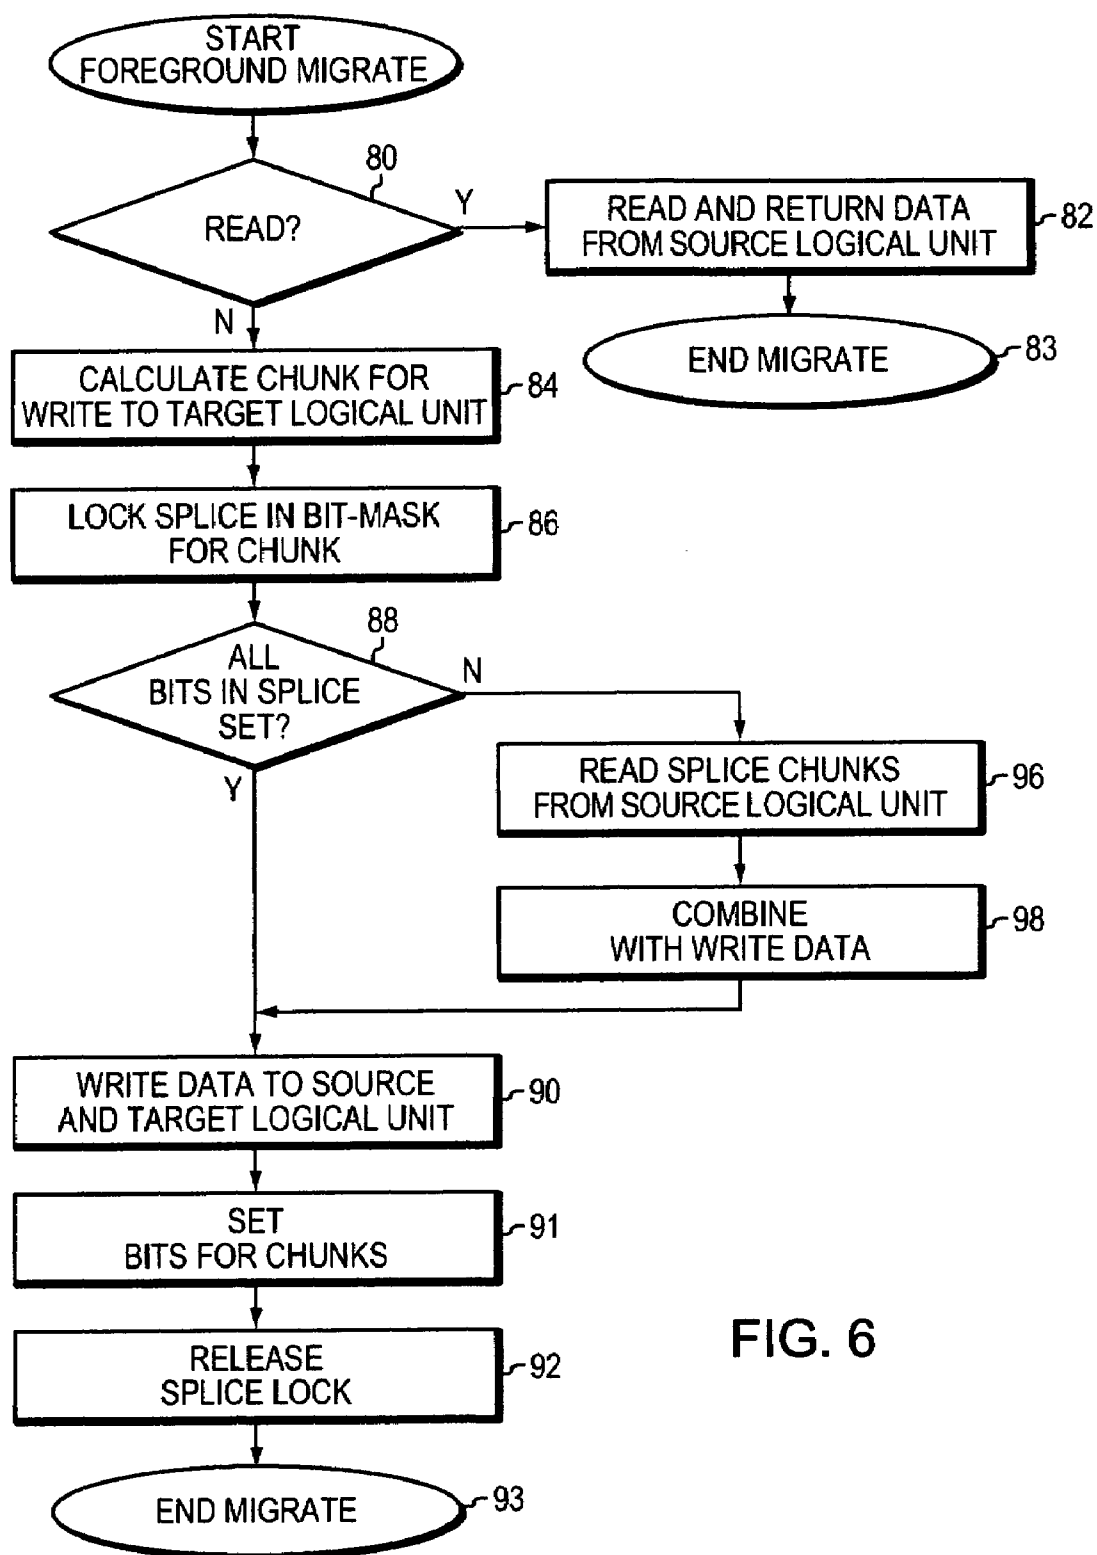 START
FOREGROUND MIGRATE
80
READ?
Y
READ AND RETURN DATA
FROM SOURCE LOGICAL UNIT
82
N
END MIGRATE
83
CALCULATE CHUNK FOR
WRITE TO TARGET LOGICAL UNIT
84
LOCK SPLICE IN BIT-MASK
FOR CHUNK
86
88
ALL
BITS IN SPLICE
SET?
N
Y
READ SPLICE CHUNKS
FROM SOURCE LOGICAL UNIT
96
COMBINE
WITH WRITE DATA
98
WRITE DATA TO SOURCE
AND TARGET LOGICAL UNIT
90
SET
BITS FOR CHUNKS
91
RELEASE
SPLICE LOCK
92
FIG. 6
END MIGRATE
93